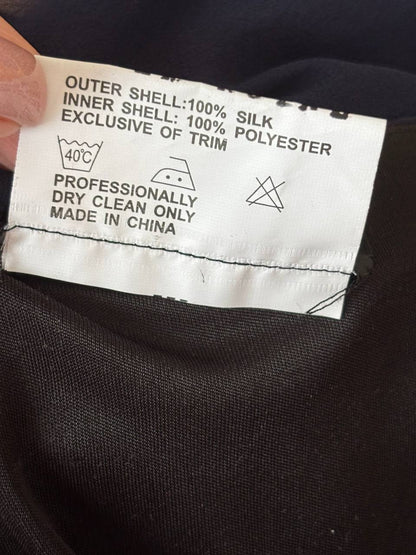 OUTER SHELL:100% SILK
INNER SHELL: 100% POLYESTER
EXCLUSIVE OF TRIM
40°C
PROFESSIONALLY
DRY CLEAN ONLY
MADE IN CHINA